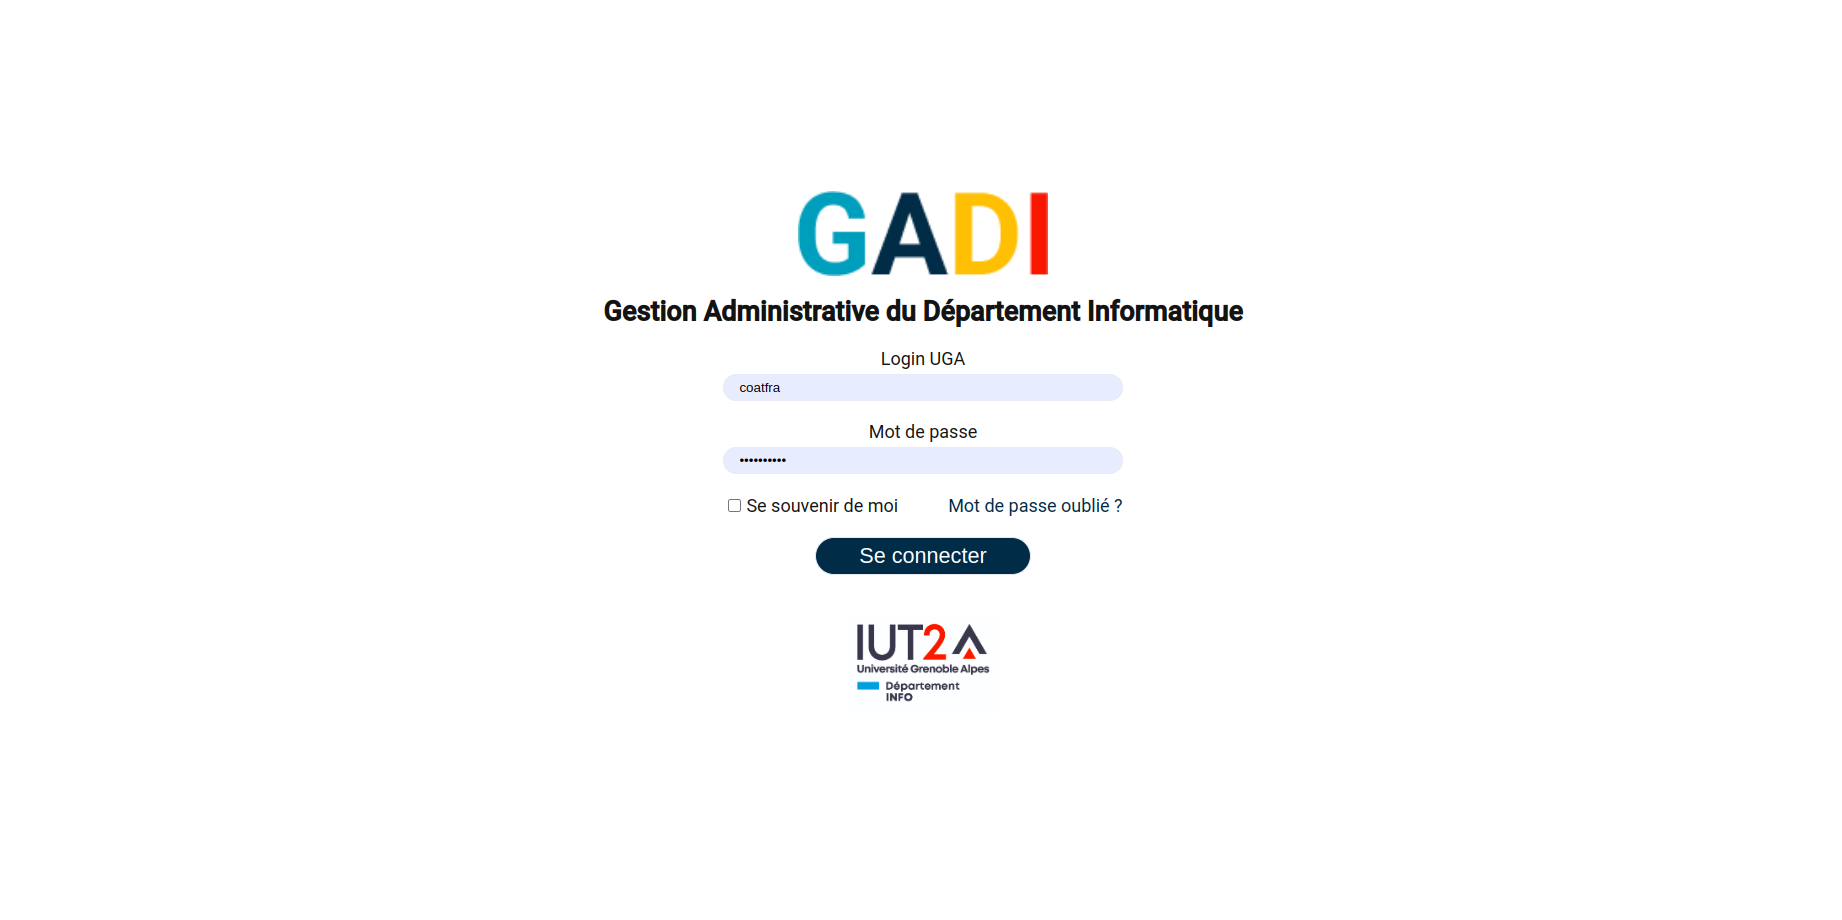 GADI
Gestion Administrative du Département Informatique
Login UGA
coatfra
Mot de passe
••••••••••
Se souvenir de moi Mot de passe oublié ?
Se connecter
IUT2
Université Grenoble Alpes
Département
INFO